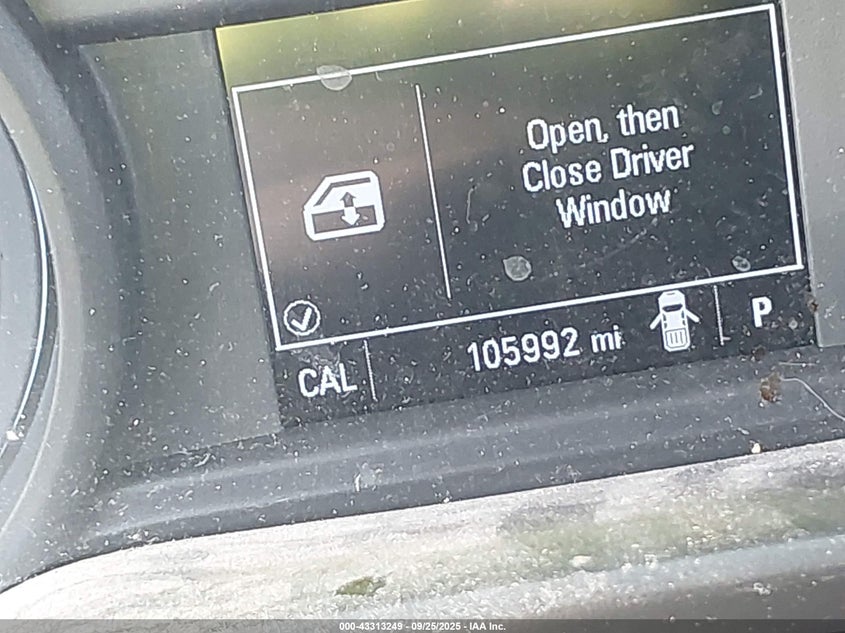 Open, then
Close Driver
Window
CAL
105992 mi
P
000-43313249 - 09/25/2025 - IAA Inc.